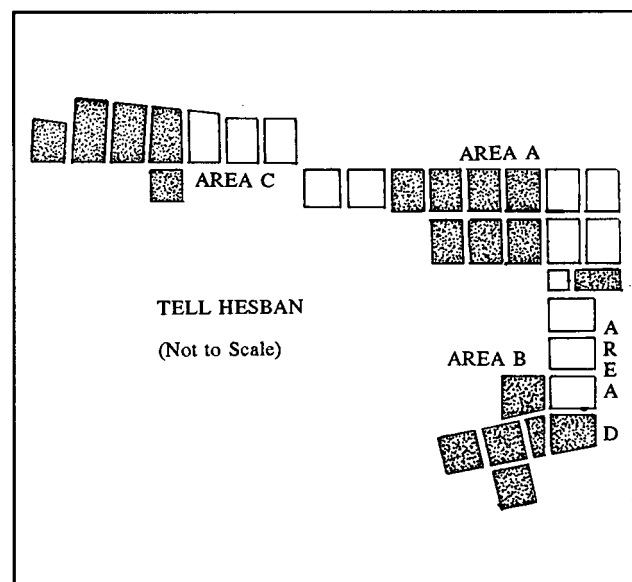 AREA A
AREA C
TELL HESBAN
(Not to Scale)
AREA B
A
R
E
A
D